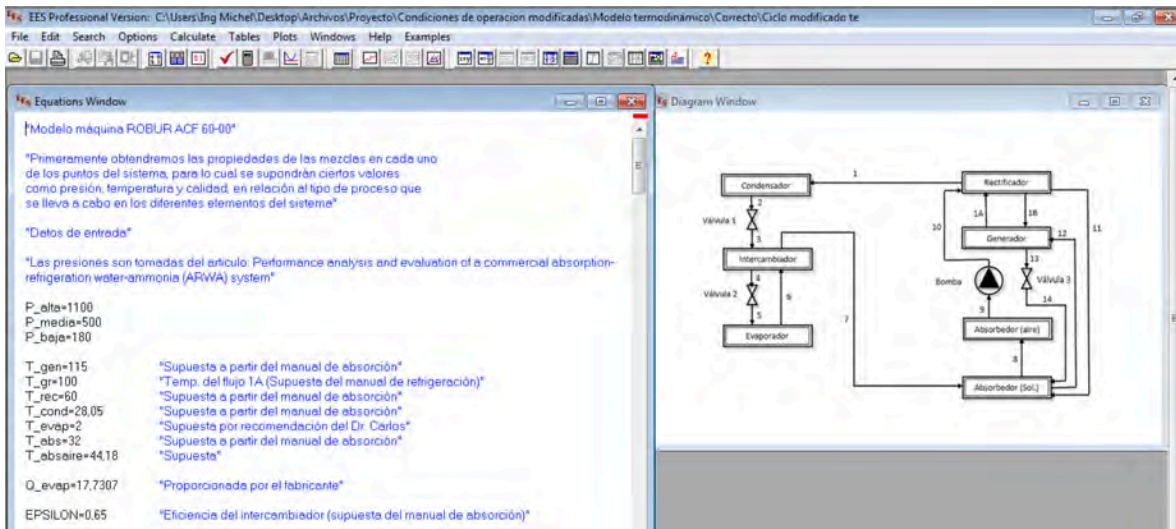 EES Professional Version: C:\Users\Ing Michel\Desktop\Archivos\Proyecto\Condiciones de operacion modificadas\Modelo termodinámico\Correcto\Ciclo modificado te
File Edit Search Options Calculate Tables Plots Windows Help Examples
Equations Window
"Modelo máquina ROBUR ACF 60-00"
"Primeramente obtendremos las propiedades de las mezclas en cada uno
de los puntos del sistema, para lo cual se supondrán ciertos valores
como presión, temperatura y calidad, en relación al tipo de proceso que
se lleva a cabo en los diferentes elementos del sistema"
"Datos de entrada"
"Las presiones son tomadas del articulo: Performance analysis and evaluation of a commercial absorption-
refrigeration water-ammonia (ARWA) system"
P_alta=1100
P_media=500
P_baja=180
T_gen=115 "Supuesta a partir del manual de absorción"
T_gr=100 "Temp. del flujo 1A (Supuesta del manual de refrigeración)"
T_rec=60 "Supuesta a partir del manual de absorción"
T_cond=28,05 "Supuesta a partir del manual de absorción"
T_evap=2 "Supuesta por recomendación del Dr. Carlos"
T_abs=32 "Supuesta a partir del manual de absorción"
T_absaire=44,18 "Supuesta"
Q_evap=17,7307 "Proporcionada por el fabricante"
EPSILON=0,65 "Eficiencia del intercambiador (supuesta del manual de absorción)"
Diagram Window
Condensador
1
Rectificador
2
Válvula 1
3
10
1A
1B
12
11
Generador
Intercambiador
13
4
Bomba
Válvula 3
Válvula 2
6
14
5
9
7
Evaporador
Absorbedor (aire)
8
Absorbedor (Sol.)